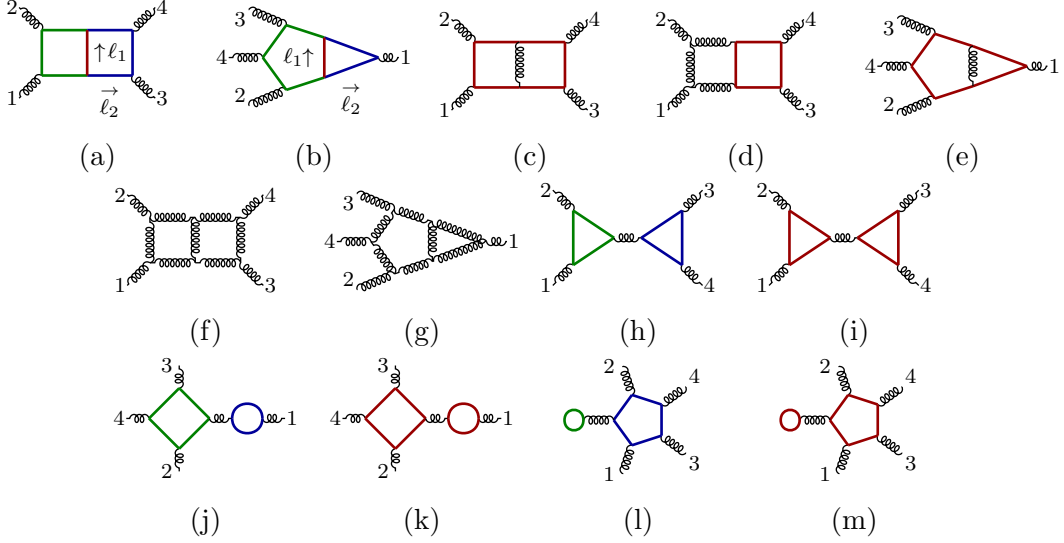 2 4 3 2 4 2 4 3
↑ℓ₁ 4 ℓ₁↑ 1 4 1
1 → ℓ₂ 3 2 → ℓ₂ 1 3 1 3 2
(a) (b) (c) (d) (e)
2 4 3 2 3 2 3
4 1
1 3 2 1 4 1 4
(f) (g) (h) (i)
3 3 2 4 2 4
4 1 4 1
2 2 1 3 1 3
(j) (k) (l) (m)